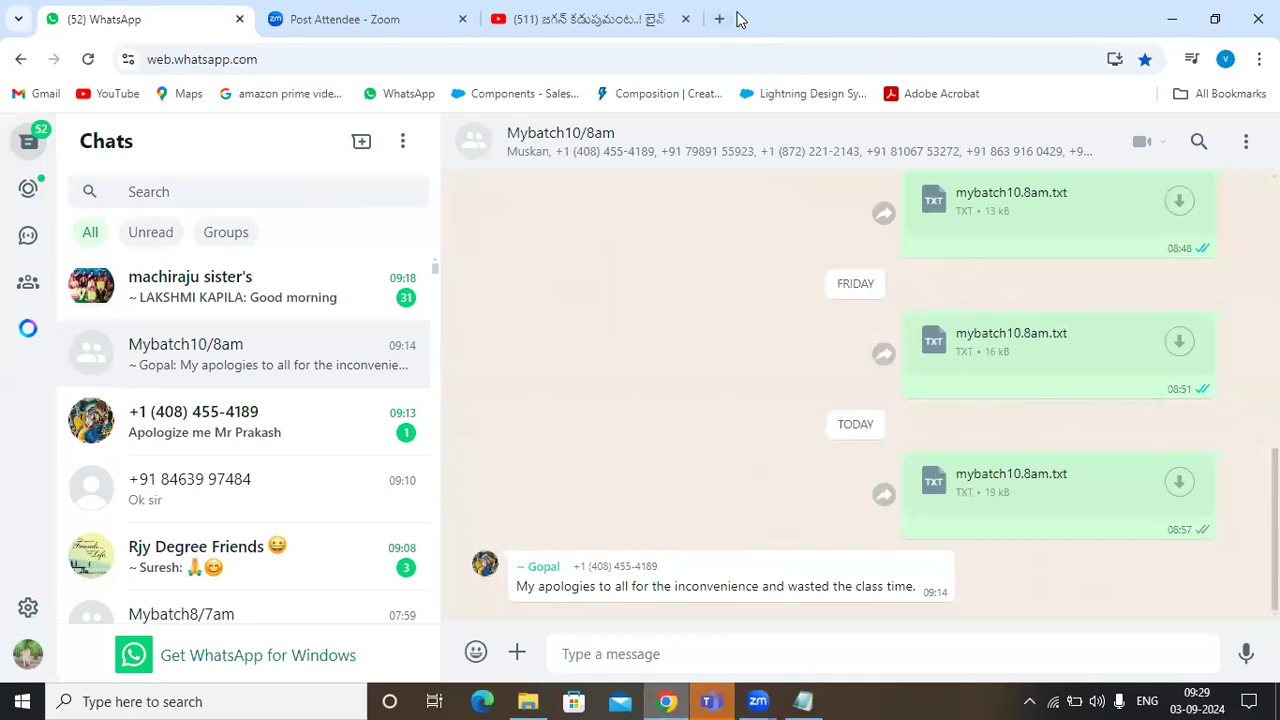 (52) WhatsApp
Post Attendee - Zoom
(511) జగన్ కడుపుమంట..! లైవ్
web.whatsapp.com
Gmail
YouTube
Maps
amazon prime vide...
WhatsApp
Components - Sales...
Composition | Creat...
Lightning Design Sy...
Adobe Acrobat
All Bookmarks
52
Chats
Search
All
Unread
Groups
machiraju sister's
09:18
~ LAKSHMI KAPILA: Good morning
31
Mybatch10/8am
09:14
~ Gopal: My apologies to all for the inconvenie...
+1 (408) 455-4189
09:13
Apologize me Mr Prakash
1
+91 84639 97484
09:10
Ok sir
Rjy Degree Friends 😄
09:08
~ Suresh: 🙏😊
3
Mybatch8/7am
07:59
Get WhatsApp for Windows
Mybatch10/8am
Muskan, +1 (408) 455-4189, +91 79891 55923, +1 (872) 221-2143, +91 81067 53272, +91 863 916 0429, +9...
mybatch10.8am.txt
TXT
TXT • 13 kB
08:48
FRIDAY
mybatch10.8am.txt
TXT
TXT • 16 kB
08:51
TODAY
mybatch10.8am.txt
TXT
TXT • 19 kB
08:57
~ Gopal +1 (408) 455-4189
My apologies to all for the inconvenience and wasted the class time.
09:14
Type a message
Type here to search
ENG
09:29
03-09-2024